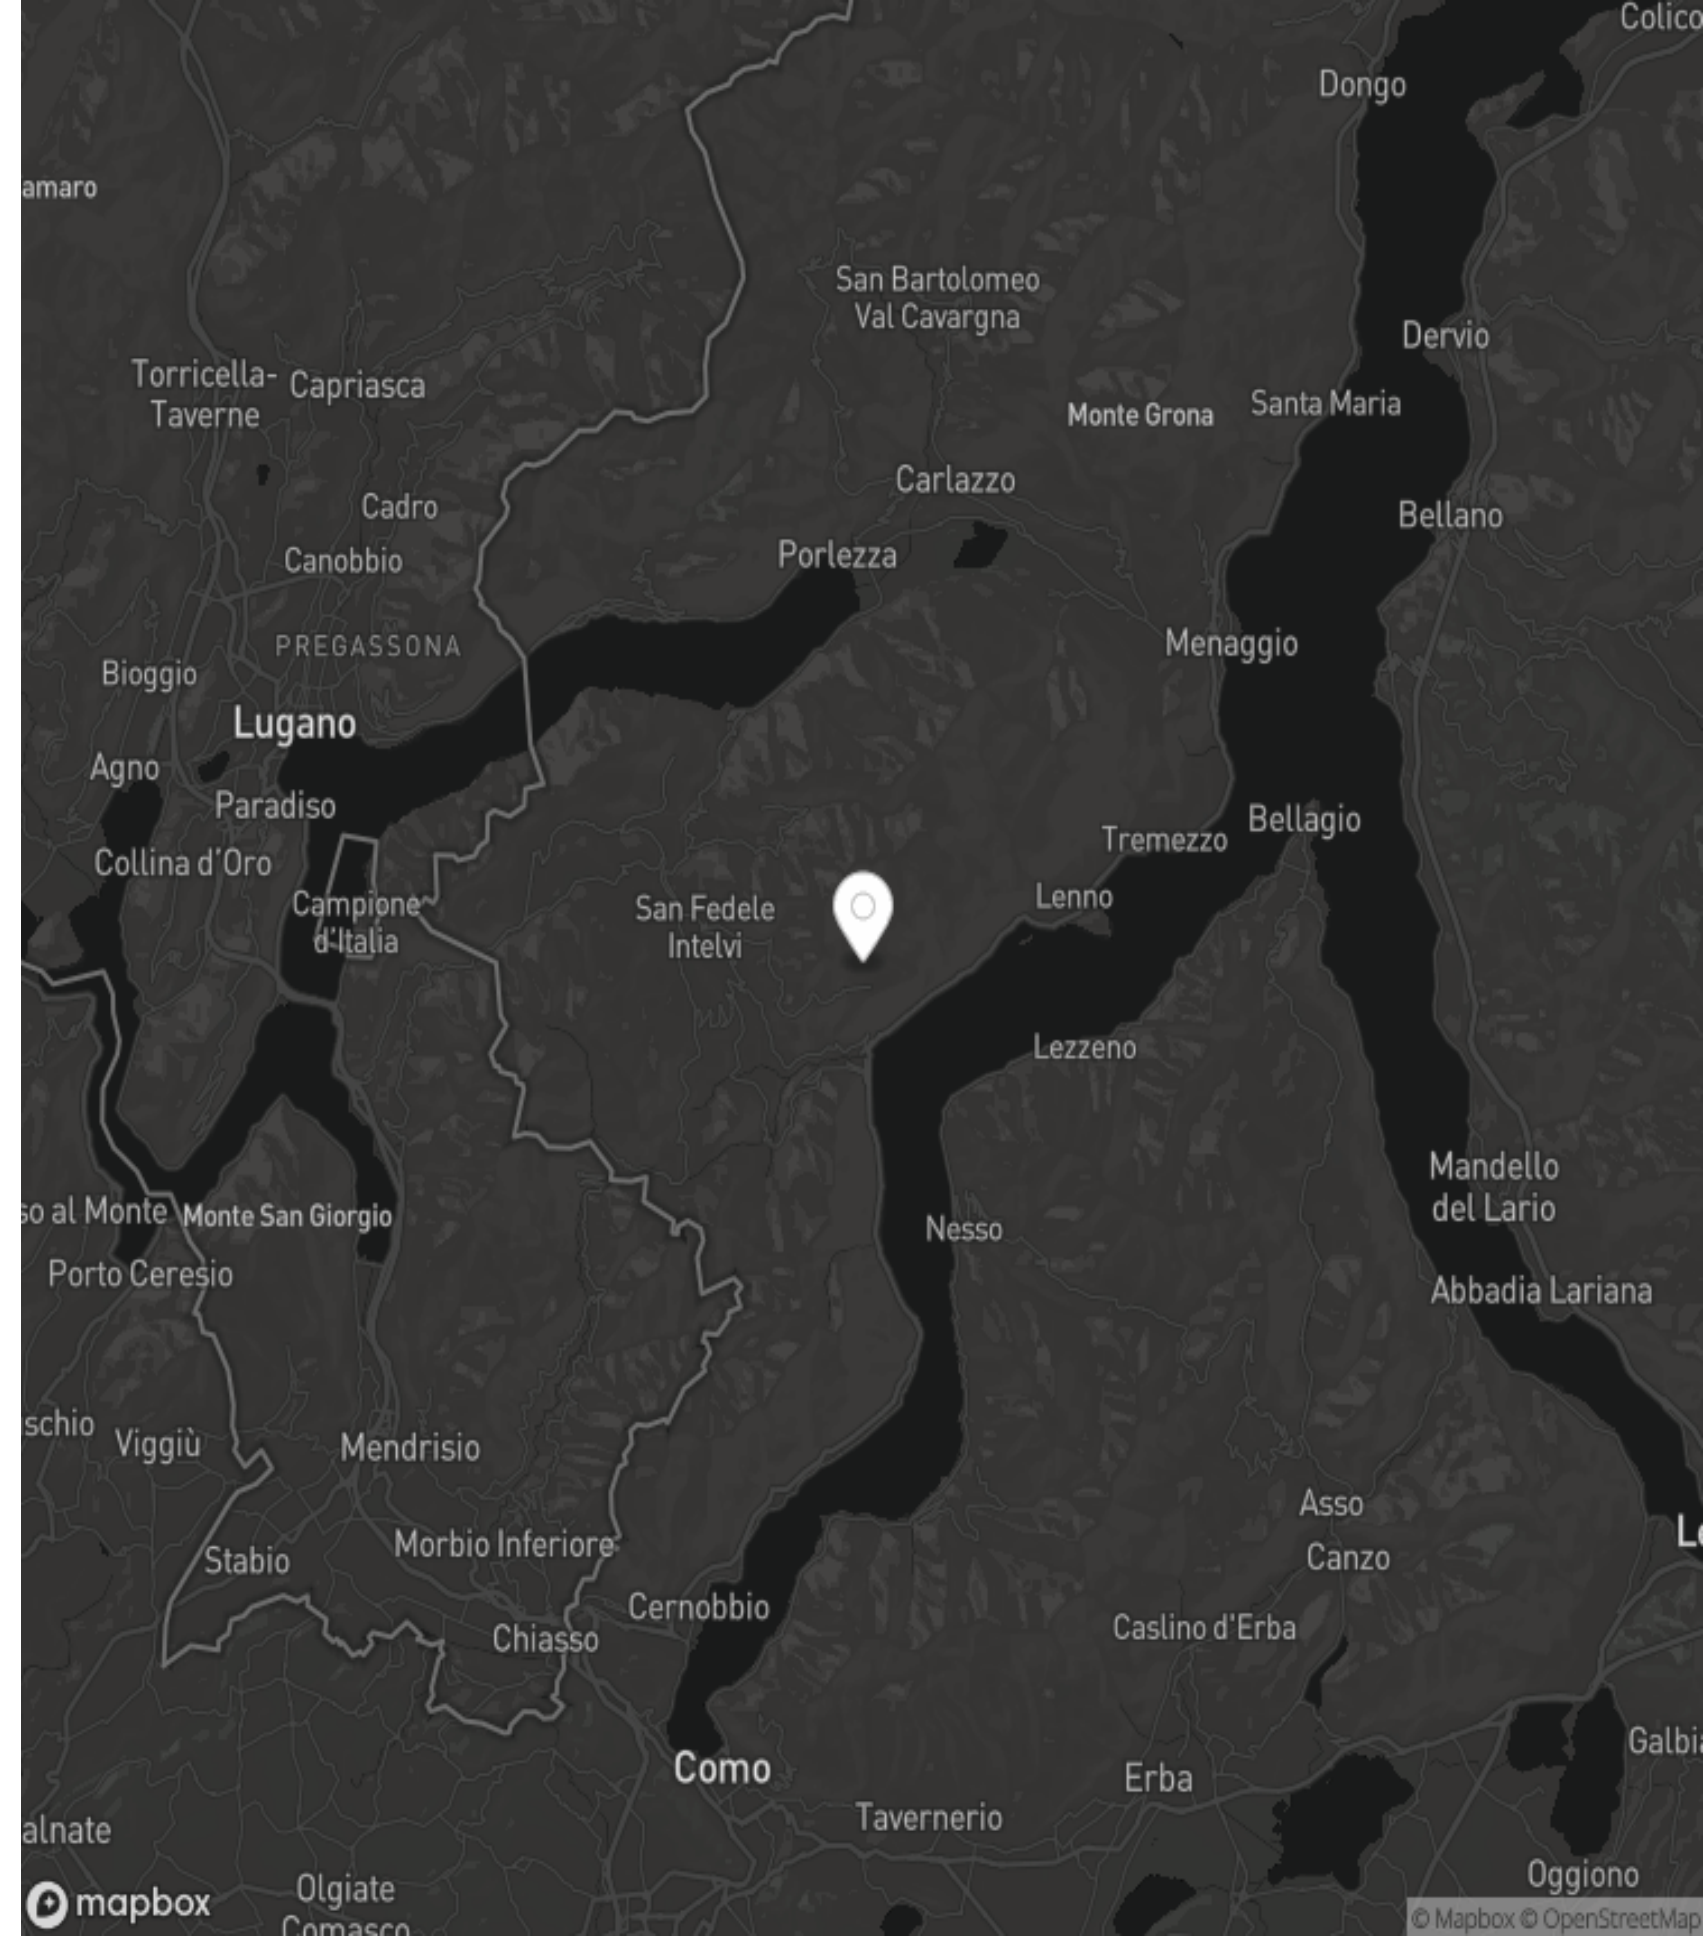 Colico
Dongo
amaro
San Bartolomeo
Val Cavargna
Dervio
Torricella-
Taverne
Capriasca
Monte Grona
Santa Maria
Carlazzo
Cadro
Bellano
Porlezza
Canobbio
PREGASSONA
Menaggio
Bioggio
Lugano
Agno
Paradiso
Bellagio
Tremezzo
Collina d'Oro
Lenno
Campione
d'Italia
San Fedele
Intelvi
Lezzeno
Mandello
del Lario
so al Monte
Monte San Giorgio
Nesso
Porto Ceresio
Abbadia Lariana
schio
Viggiù
Mendrisio
Asso
Le
Morbio Inferiore
Canzo
Stabio
Cernobbio
Caslino d'Erba
Chiasso
Galbia
Como
Erba
Tavernerio
alnate
Oggiono
Olgiate
Comasco
mapbox
© Mapbox © OpenStreetMap